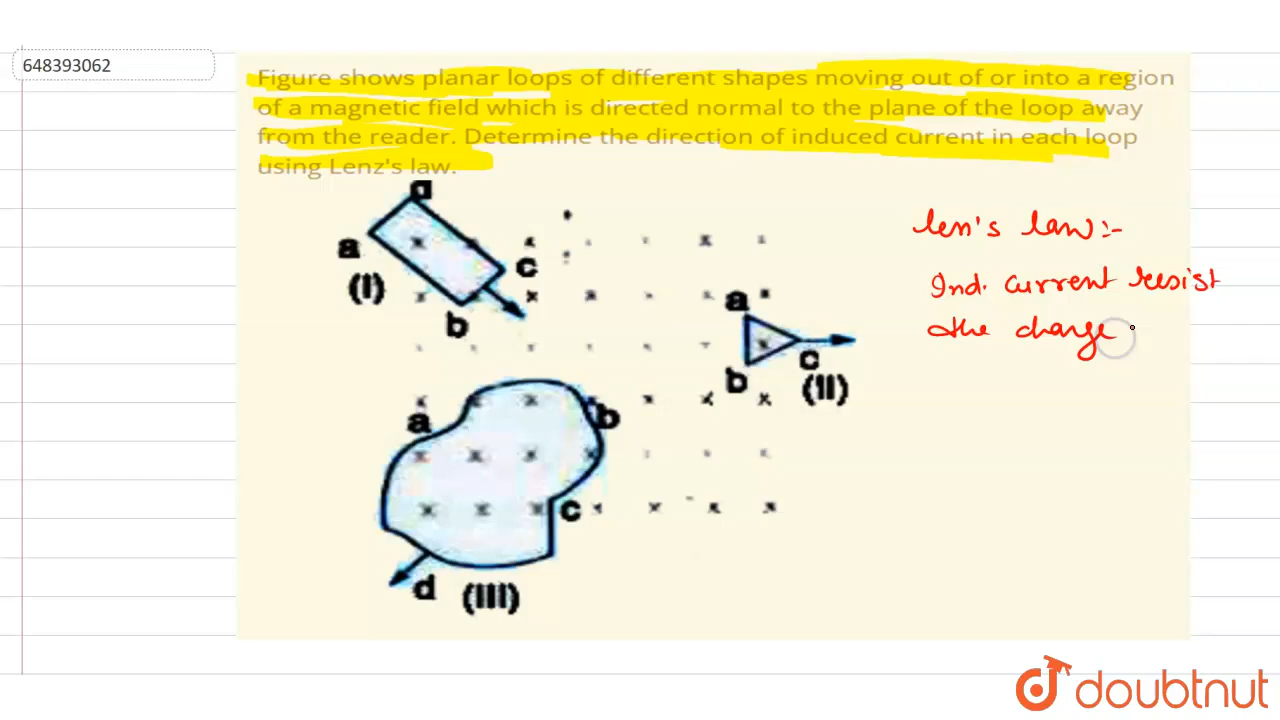 648393062
Figure shows planar loops of different shapes moving out of or into a region
of a magnetic field which is directed normal to the plane of the loop away
from the reader. Determine the direction of induced current in each loop
using Lenz's law.
d
a
c
(I)
b
a
c
b
(II)
a
b
c
d
(III)
len's law :-
Ind. current resist
the change
doubtnut